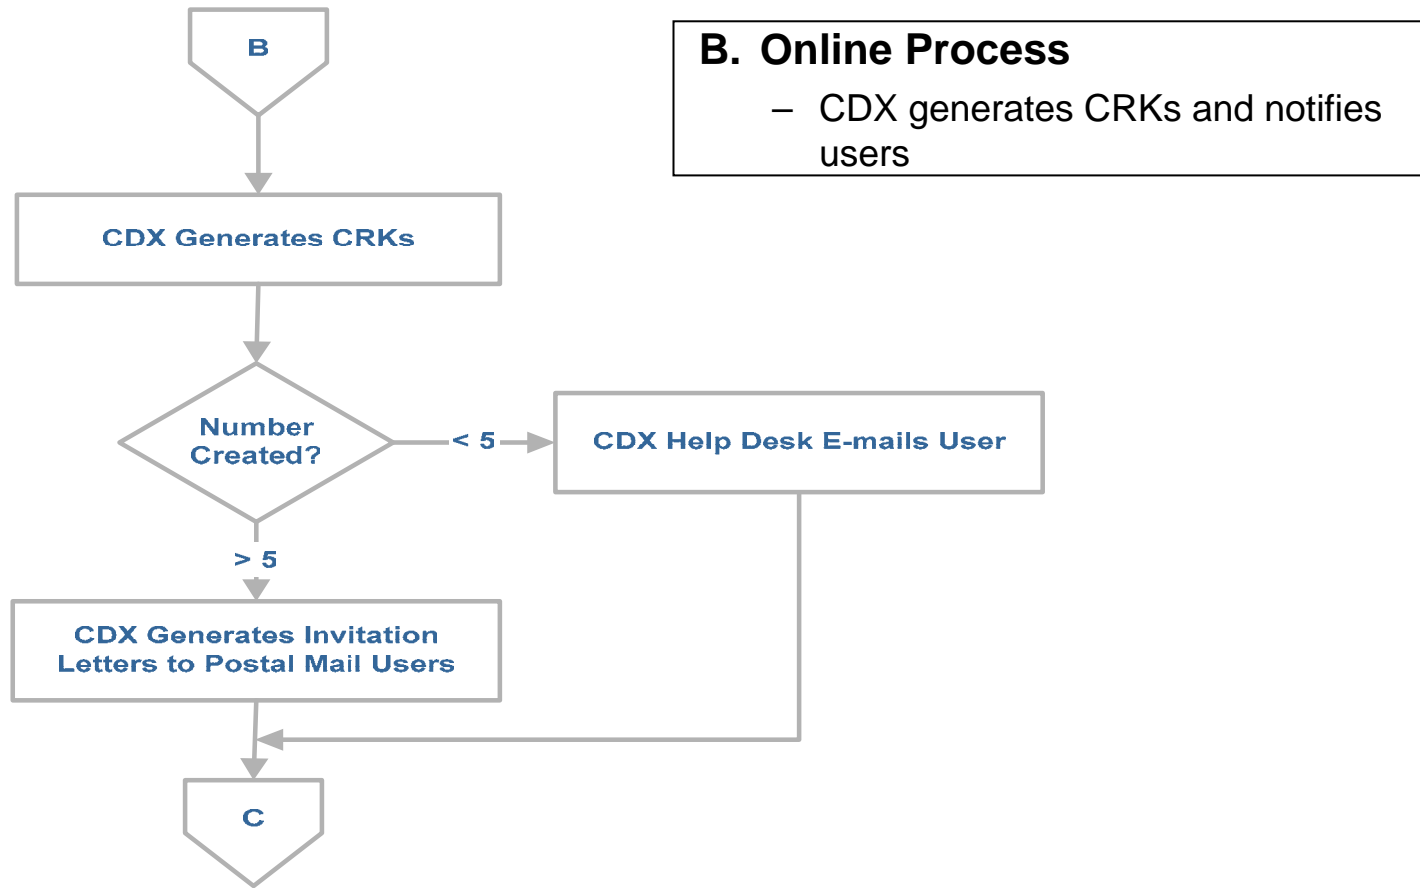 B
B. Online Process
– CDX generates CRKs and notifies
users
CDX Generates CRKs
Number
Created?
< 5
CDX Help Desk E-mails User
> 5
CDX Generates Invitation
Letters to Postal Mail Users
C